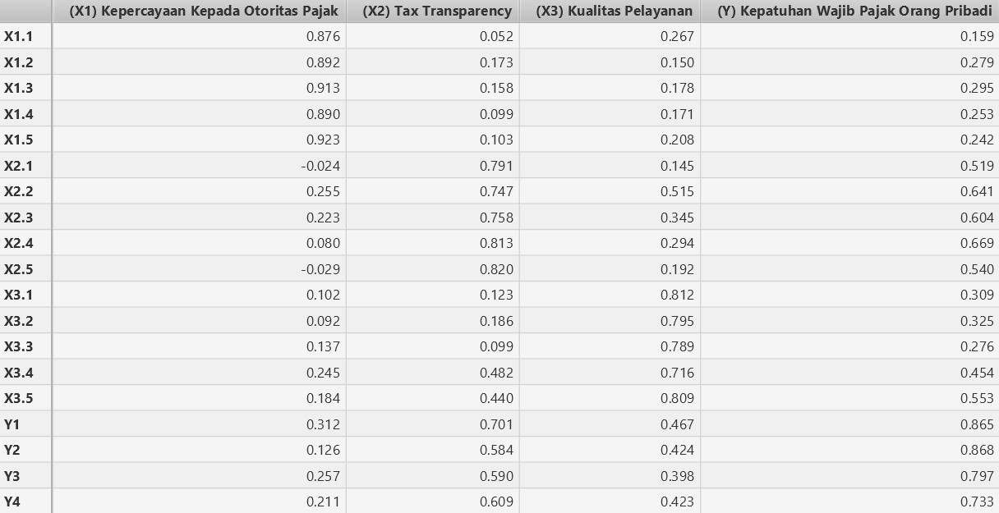 (X1) Kepercayaan Kepada Otoritas Pajak (X2) Tax Transparency (X3) Kualitas Pelayanan (Y) Kepatuhan Wajib Pajak Orang Pribadi
X1.1 0.876 0.052 0.267 0.159
X1.2 0.892 0.173 0.150 0.279
X1.3 0.913 0.158 0.178 0.295
X1.4 0.890 0.099 0.171 0.253
X1.5 0.923 0.103 0.208 0.242
X2.1 -0.024 0.791 0.145 0.519
X2.2 0.255 0.747 0.515 0.641
X2.3 0.223 0.758 0.345 0.604
X2.4 0.080 0.813 0.294 0.669
X2.5 -0.029 0.820 0.192 0.540
X3.1 0.102 0.123 0.812 0.309
X3.2 0.092 0.186 0.795 0.325
X3.3 0.137 0.099 0.789 0.276
X3.4 0.245 0.482 0.716 0.454
X3.5 0.184 0.440 0.809 0.553
Y1 0.312 0.701 0.467 0.865
Y2 0.126 0.584 0.424 0.868
Y3 0.257 0.590 0.398 0.797
Y4 0.211 0.609 0.423 0.733